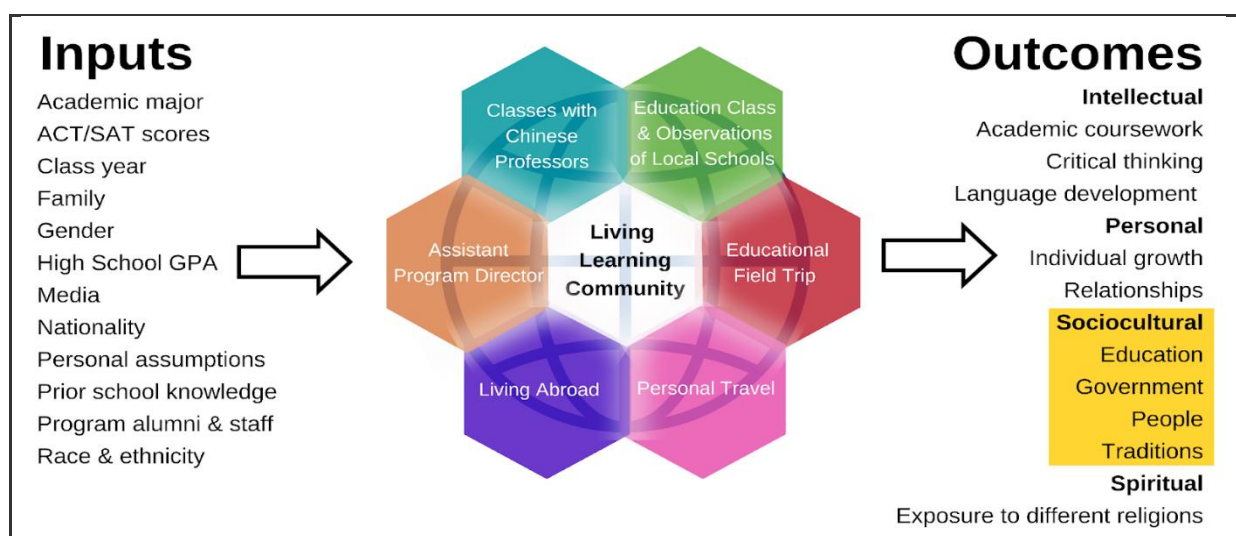 Inputs
Academic major
ACT/SAT scores
Class year
Family
Gender
High School GPA
Media
Nationality
Personal assumptions
Prior school knowledge
Program alumni & staff
Race & ethnicity
Classes with
Chinese
Professors
Education Class
& Observations
of Local Schools
Assistant
Program Director
Living
Learning
Community
Educational
Field Trip
Living Abroad
Personal Travel
Outcomes
Intellectual
Academic coursework
Critical thinking
Language development
Personal
Individual growth
Relationships
Sociocultural
Education
Government
People
Traditions
Spiritual
Exposure to different religions